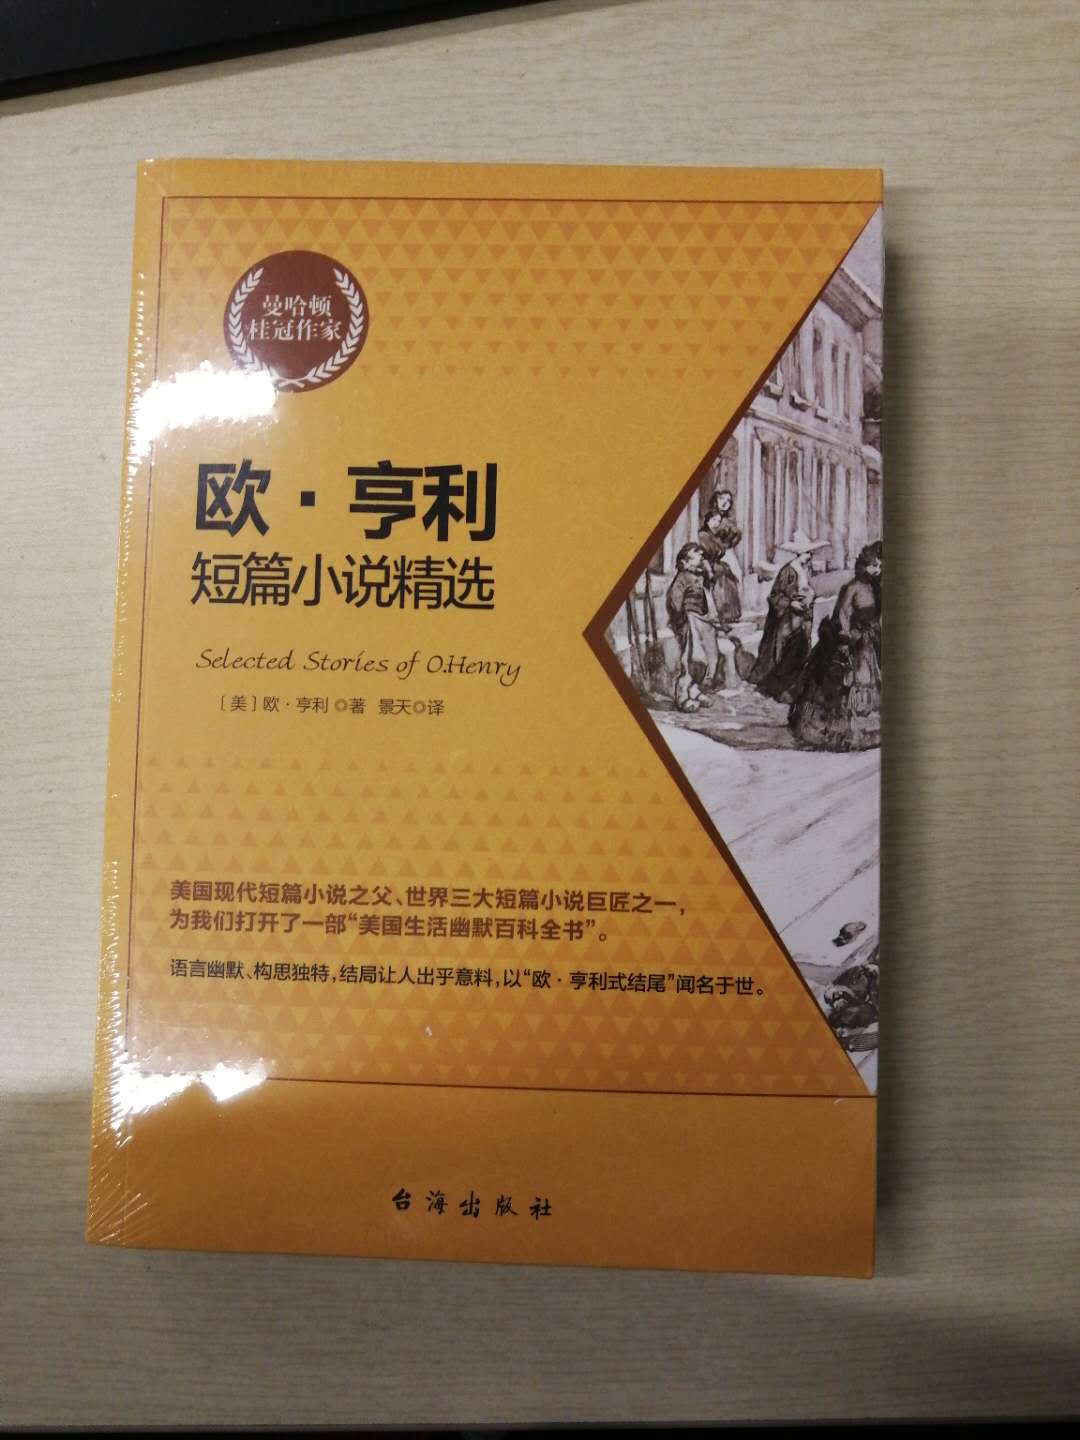 曼哈顿
桂冠作家
欧·亨利
短篇小说精选
Selected Stories of O.Henry
［美］欧·亨利◎著 景天◎译
美国现代短篇小说之父、世界三大短篇小说巨匠之一，
为我们打开了一部“美国生活幽默百科全书”。
语言幽默、构思独特，结局让人出乎意料，以“欧·亨利式结尾”闻名于世。
台海出版社